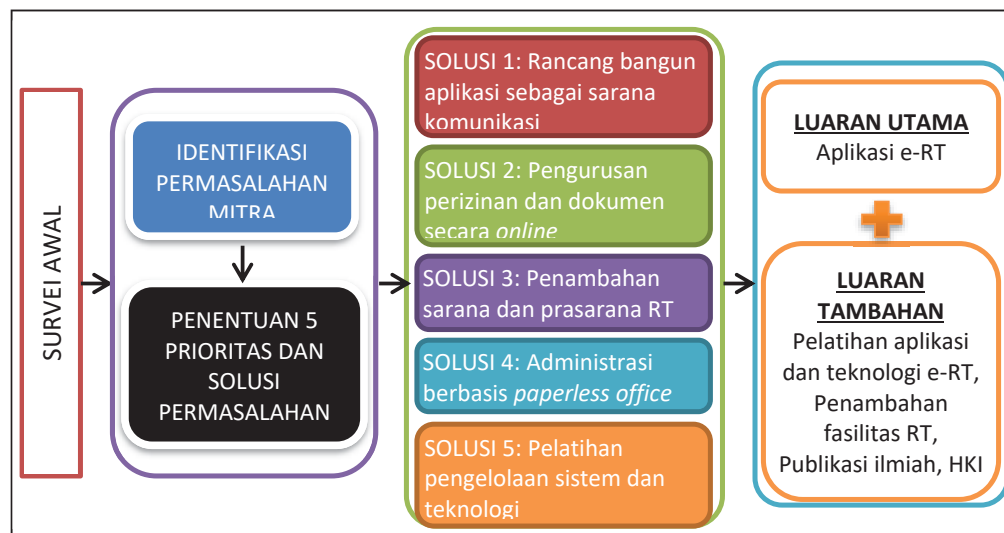 SURVEI AWAL
IDENTIFIKASI
PERMASALAHAN
MITRA
PENENTUAN 5
PRIORITAS DAN
SOLUSI
PERMASALAHAN
SOLUSI 1: Rancang bangun
aplikasi sebagai sarana
komunikasi
SOLUSI 2: Pengurusan
perizinan dan dokumen
secara online
SOLUSI 3: Penambahan
sarana dan prasarana RT
SOLUSI 4: Administrasi
berbasis paperless office
SOLUSI 5: Pelatihan
pengelolaan sistem dan
teknologi
LUARAN UTAMA
Aplikasi e-RT
LUARAN
TAMBAHAN
Pelatihan aplikasi
dan teknologi e-RT,
Penambahan
fasilitas RT,
Publikasi ilmiah, HKI